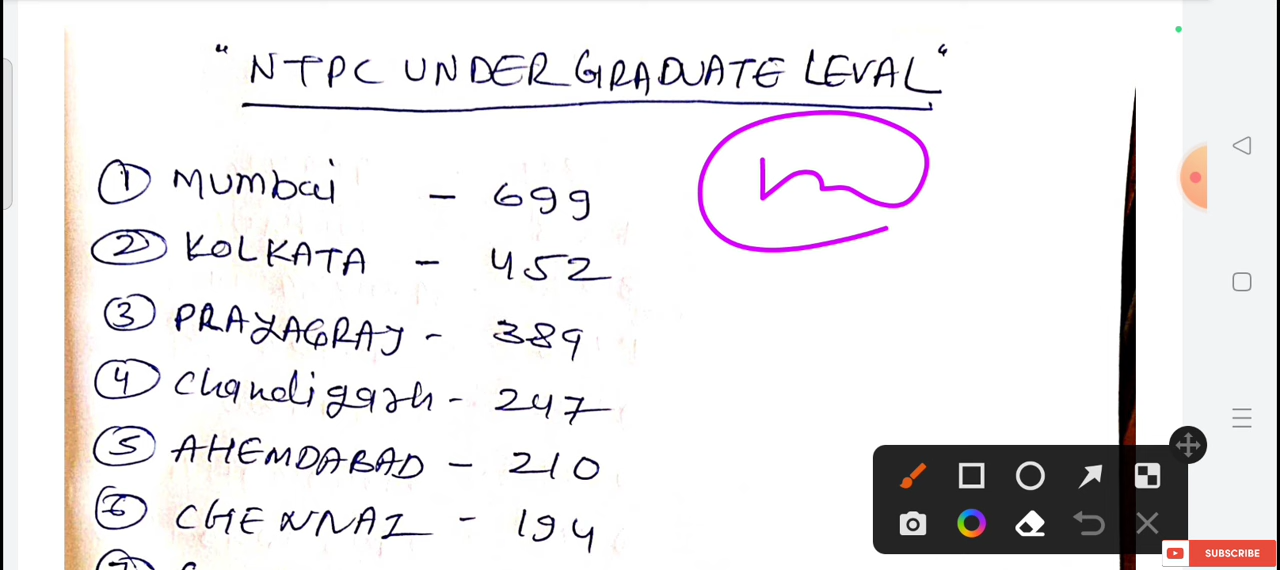 "NTPC UNDER GRADUATE LEVAL"
① Mumbai - 699
② KOLKATA - 452
③ PRAYAGRAJ - 389
④ Chandigarh - 247
⑤ AHEMDABAD - 210
⑥ CHENNAI - 194
⑦
SUBSCRIBE